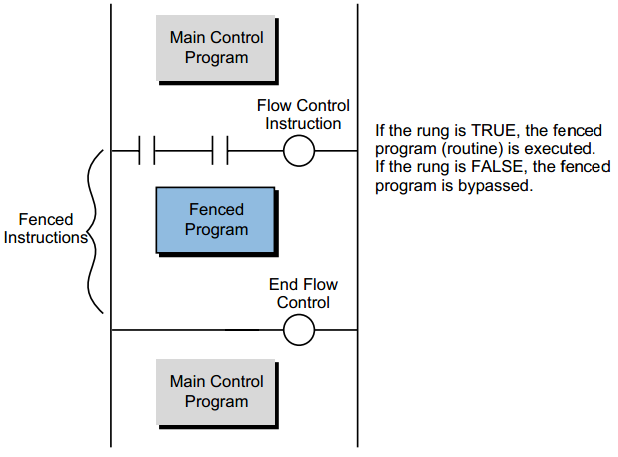 Main Control
Program
Flow Control
Instruction
If the rung is TRUE, the fenced
program (routine) is executed.
If the rung is FALSE, the fenced
program is bypassed.
Fenced
Instructions
Fenced
Program
End Flow
Control
Main Control
Program